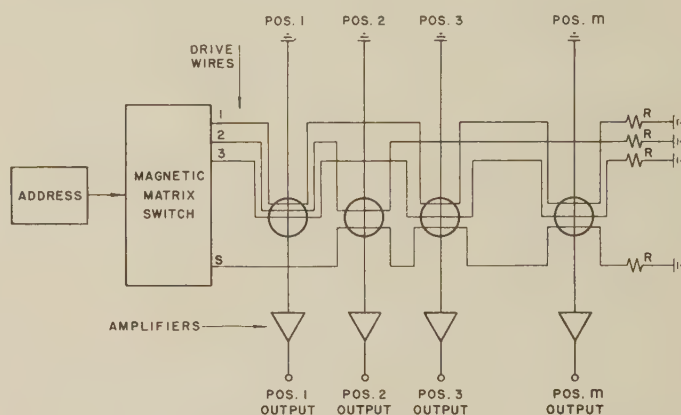 POS. 1 POS. 2 POS. 3 POS. m
DRIVE
WIRES
1
2
3
S
R
R
R
R
ADDRESS
MAGNETIC
MATRIX
SWITCH
AMPLIFIERS
POS. 1 POS. 2 POS. 3 POS. m
OUTPUT OUTPUT OUTPUT OUTPUT